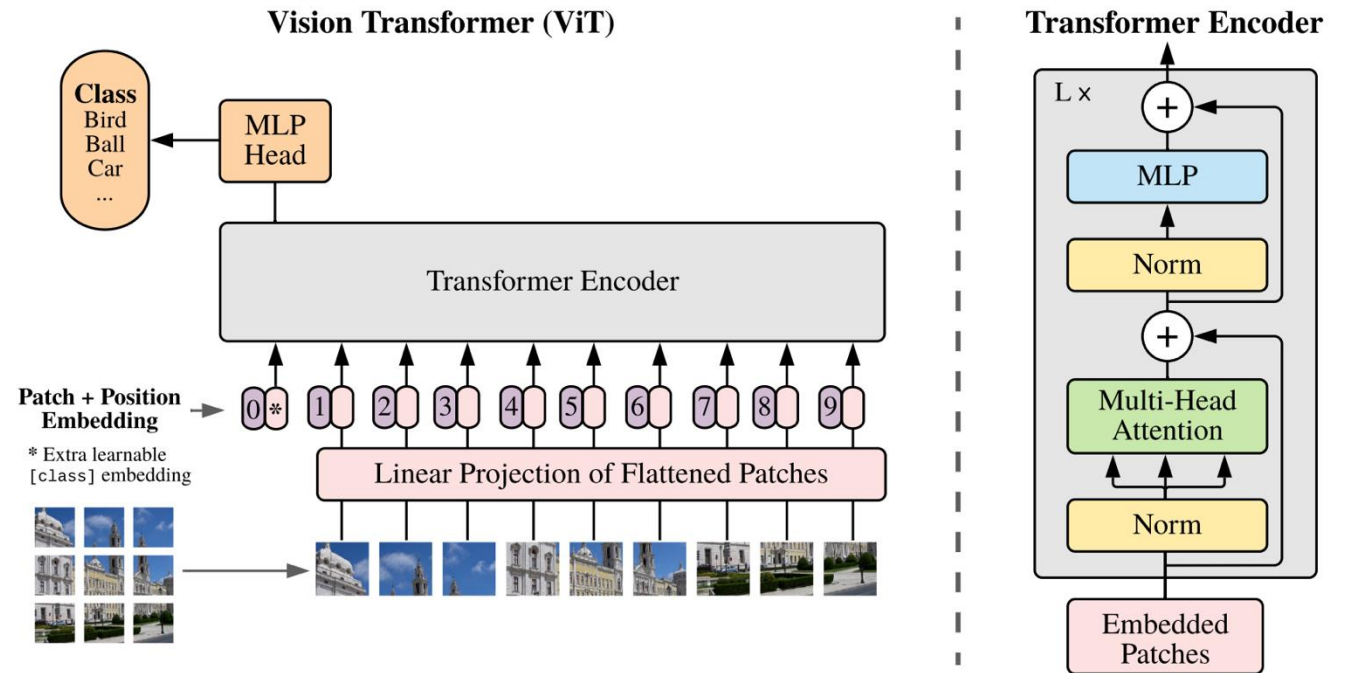 Vision Transformer (ViT)
Class
Bird
Ball
Car
...
MLP
Head
Transformer Encoder
Patch + Position
Embedding
* Extra learnable
[class] embedding
0 * 1 2 3 4 5 6 7 8 9
Linear Projection of Flattened Patches
Transformer Encoder
L ×
+
MLP
Norm
+
Multi-Head
Attention
Norm
Embedded
Patches